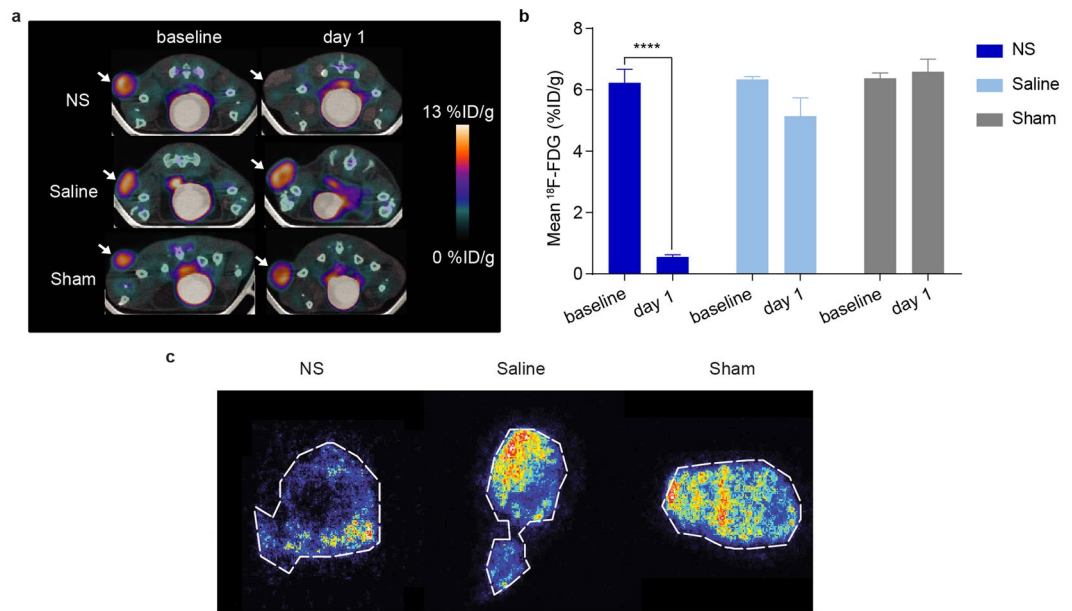 a
baseline day 1
NS
Saline
Sham
13 %ID/g
0 %ID/g
b
Mean ¹⁸F-FDG (%ID/g)
8
6
4
2
0
****
baseline
day 1
baseline
day 1
baseline
day 1
NS
Saline
Sham
c
NS Saline Sham